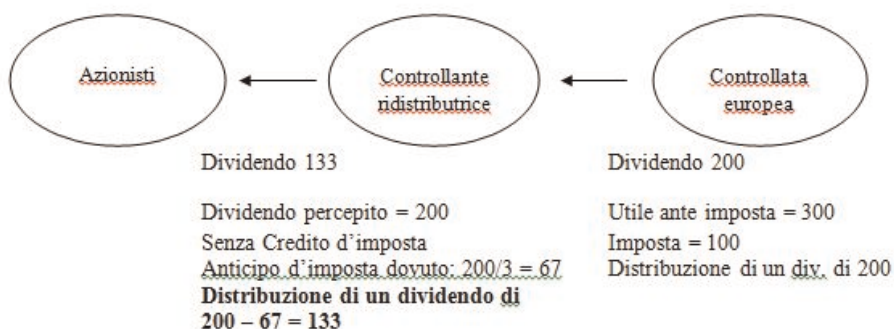 Azionisti
Controllante
ridistributrice
Controllata
europea
Dividendo 133
Dividendo percepito = 200
Senza Credito d'imposta
Anticipo d'imposta dovuto: 200/3 = 67
Distribuzione di un dividendo di
200 – 67 = 133
Dividendo 200
Utile ante imposta = 300
Imposta = 100
Distribuzione di un div. di 200